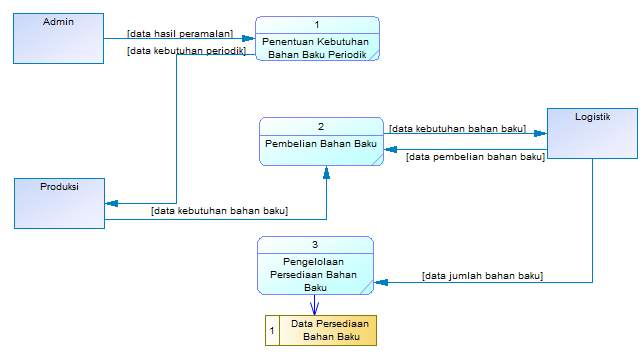 Admin
1
[data hasil peramalan]
Penentuan Kebutuhan
Bahan Baku Periodik
[data kebutuhan periodik]
2
Pembelian Bahan Baku
Logistik
[data kebutuhan bahan baku]
[data pembelian bahan baku]
Produksi
[data kebutuhan bahan baku]
3
Pengelolaan
Persediaan Bahan
Baku
[data jumlah bahan baku]
1
Data Persediaan
Bahan Baku